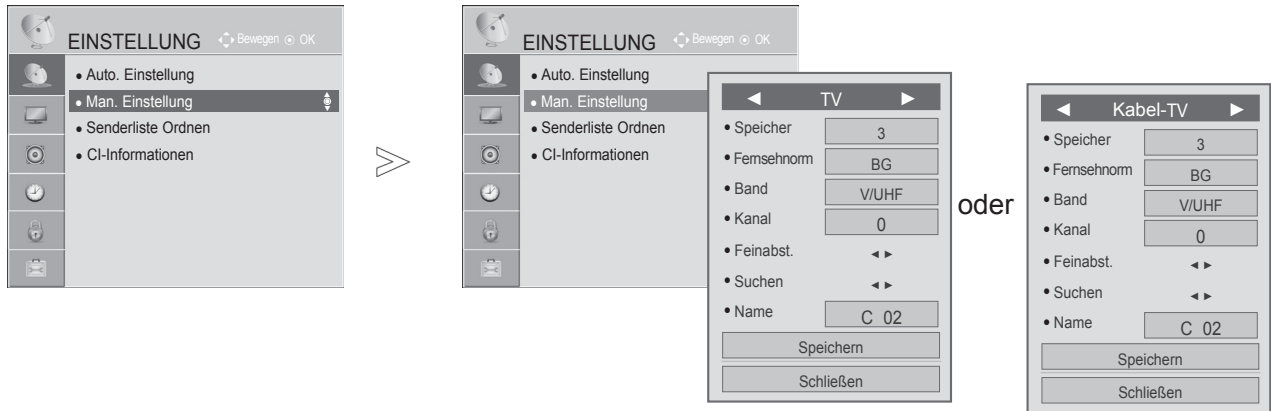 EINSTELLUNG Bewegen OK
• Auto. Einstellung
• Man. Einstellung
• Senderliste Ordnen
• CI-Informationen
EINSTELLUNG Bewegen OK
• Auto. Einstellung
• Man. Einstellung
• Senderliste Ordnen
• CI-Informationen
◄ TV ►
• Speicher 3
• Fernsehnorm BG
• Band V/UHF
• Kanal 0
• Feinabst. ◄ ►
• Suchen ◄ ►
• Name C 02
Speichern
Schließen
oder
◄ Kabel-TV ►
• Speicher 3
• Fernsehnorm BG
• Band V/UHF
• Kanal 0
• Feinabst. ◄ ►
• Suchen ◄ ►
• Name C 02
Speichern
Schließen